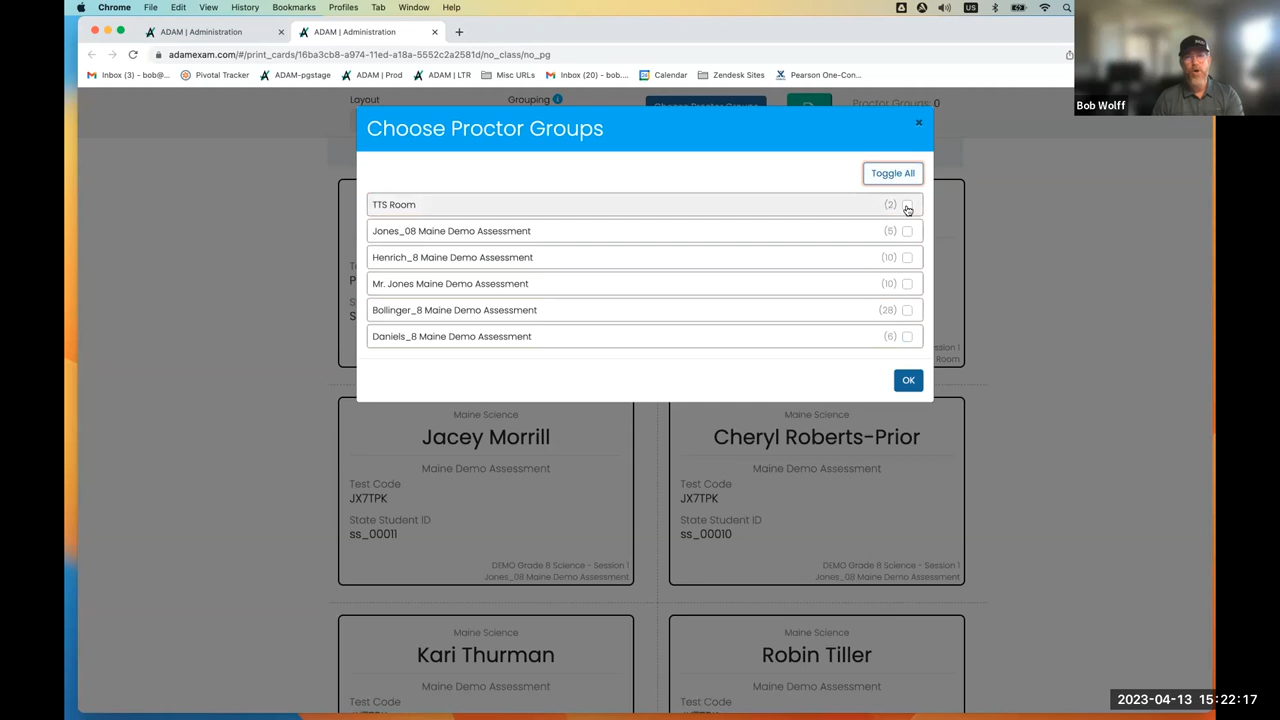 Chrome File Edit View History Bookmarks Profiles Tab Window Help US
ADAM | Administration × ADAM | Administration × +
adamexam.com/#/print_cards/16ba3cb8-a974-11ed-a18a-5552c2a2581d/no_class/no_pg
Inbox (3) - bob@... Pivotal Tracker ADAM-pgstage ADAM | Prod ADAM | LTR Misc URLs Inbox (20) - bob.... Calendar Zendesk Sites Pearson One-Con...
Bob Wolff
Layout Grouping Choose Proctor Groups Proctor Groups: 0
Choose Proctor Groups ×
Toggle All
TTS Room (2)
Jones_08 Maine Demo Assessment (5)
Henrich_8 Maine Demo Assessment (10)
Mr. Jones Maine Demo Assessment (10)
Bollinger_8 Maine Demo Assessment (28)
Daniels_8 Maine Demo Assessment (6)
OK
ssion 1
Room
Maine Science
Jacey Morrill
Maine Demo Assessment
Test Code
JX7TPK
State Student ID
ss_00011
DEMO Grade 8 Science - Session 1
Jones_08 Maine Demo Assessment
Maine Science
Cheryl Roberts-Prior
Maine Demo Assessment
Test Code
JX7TPK
State Student ID
ss_00010
DEMO Grade 8 Science - Session 1
Jones_08 Maine Demo Assessment
Maine Science
Kari Thurman
Maine Demo Assessment
Test Code
Maine Science
Robin Tiller
Maine Demo Assessment
Test Code
2023-04-13 15:22:17